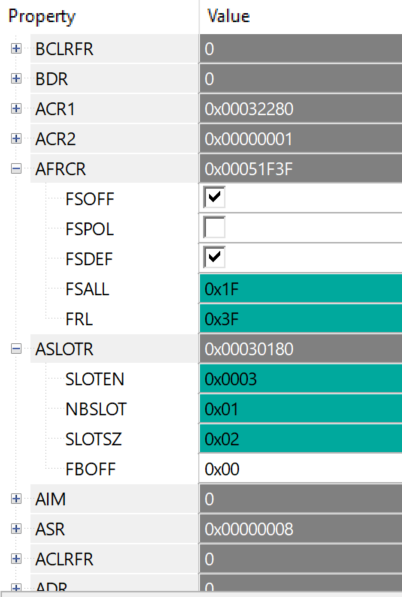 Property Value
BCLRFR 0
BDR 0
ACR1 0x00032280
ACR2 0x00000001
AFRCR 0x00051F3F
FSOFF
FSPOL
FSDEF
FSALL 0x1F
FRL 0x3F
ASLOTR 0x00030180
SLOTEN 0x0003
NBSLOT 0x01
SLOTSZ 0x02
FBOFF 0x00
AIM 0
ASR 0x00000008
ACLRFR 0
ADR 0